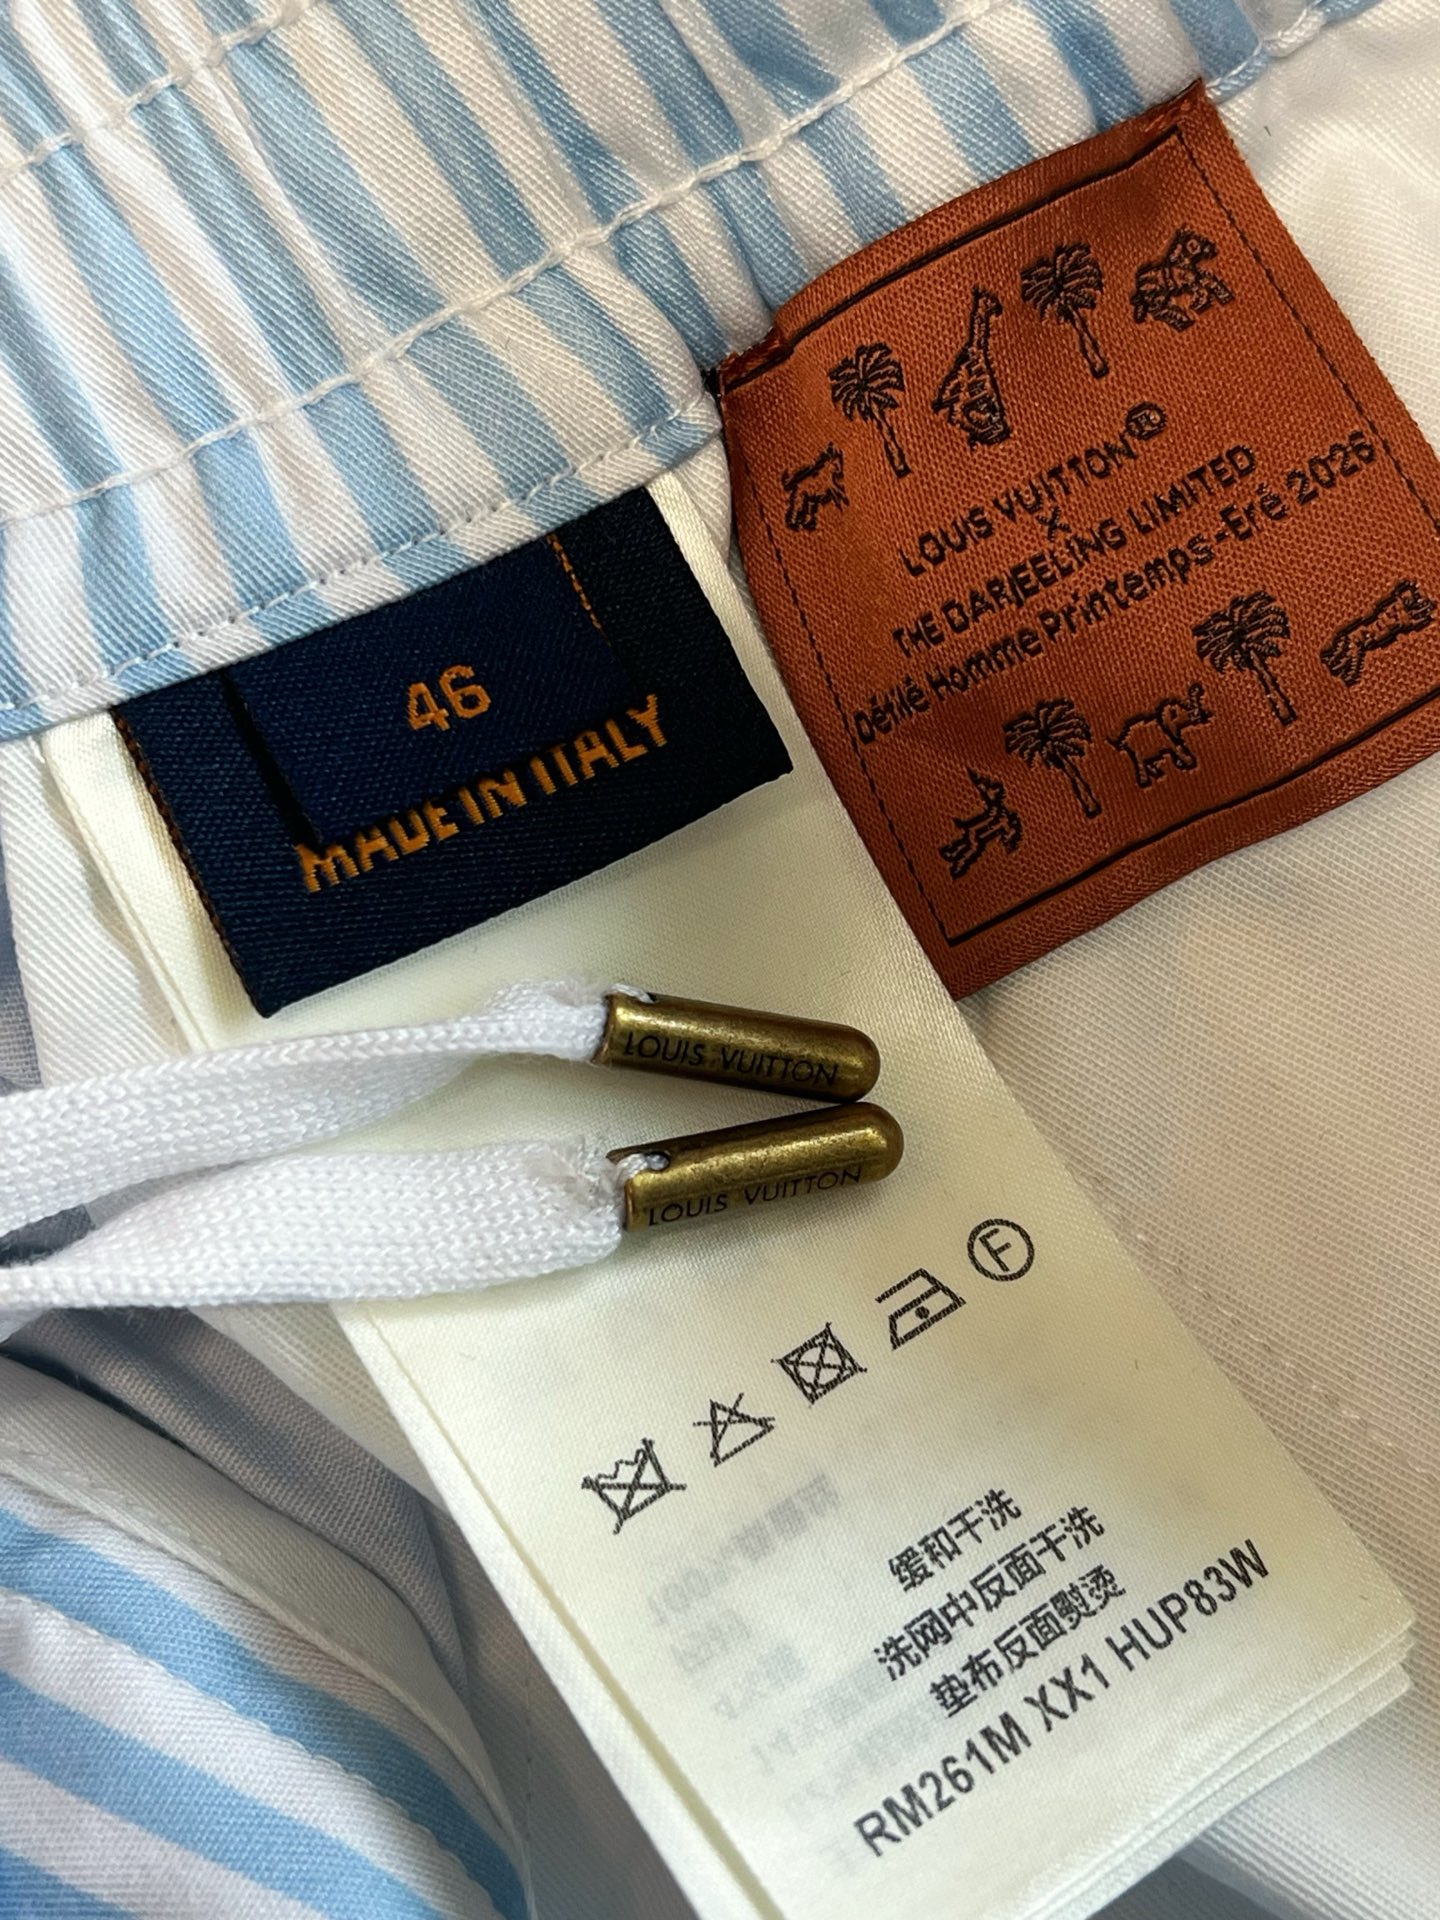 LOUIS VUITTON®
X
THE DARJEELING LIMITED
Défilé Homme Printemps-Eré 2026
46
MADE IN ITALY
LOUIS VUITTON
LOUIS VUITTON
F
缓和干洗
洗网中反面干洗
垫布反面熨烫
RM261M XX1 HUP83W